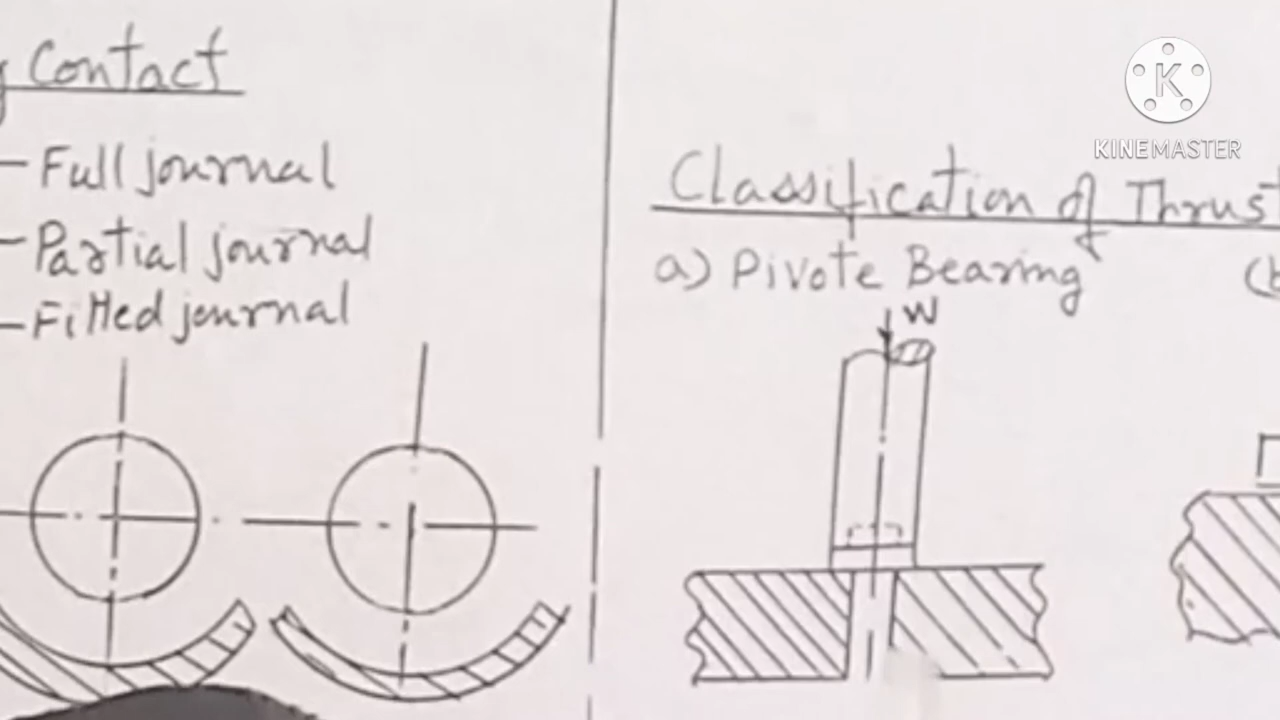 Contact
- Full journal
- Partial journal
- Fitted journal
KINEMASTER
Classification of Thrust
a) Pivote Bearing
(b
W